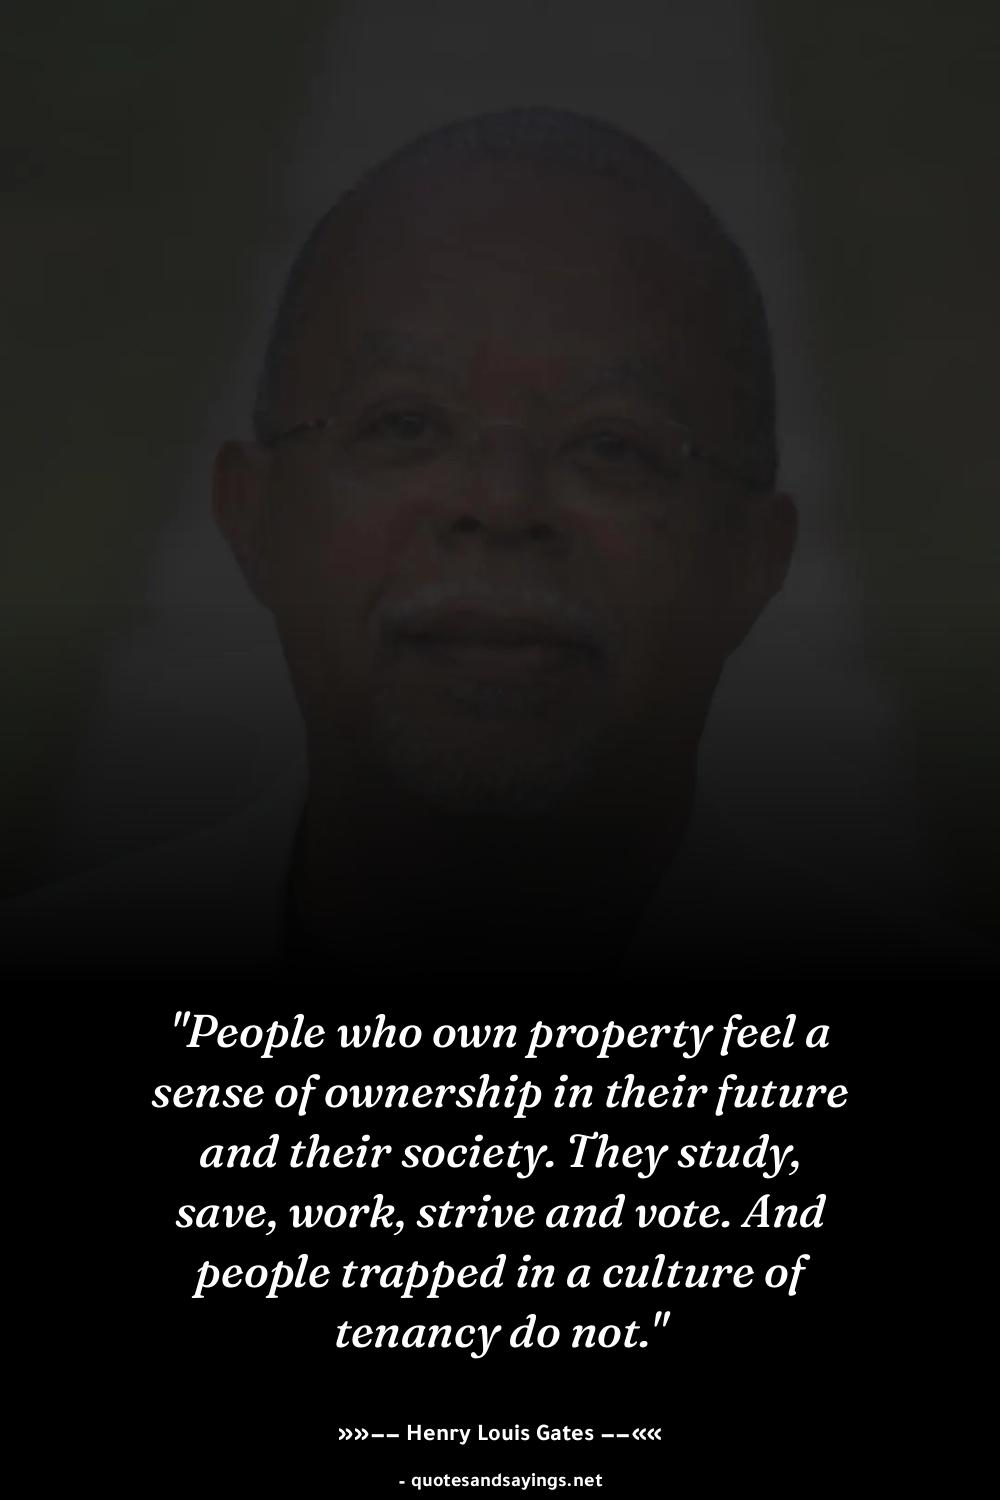 "People who own property feel a
sense of ownership in their future
and their society. They study,
save, work, strive and vote. And
people trapped in a culture of
tenancy do not."
»»−− Henry Louis Gates −−««
- quotesandsayings.net